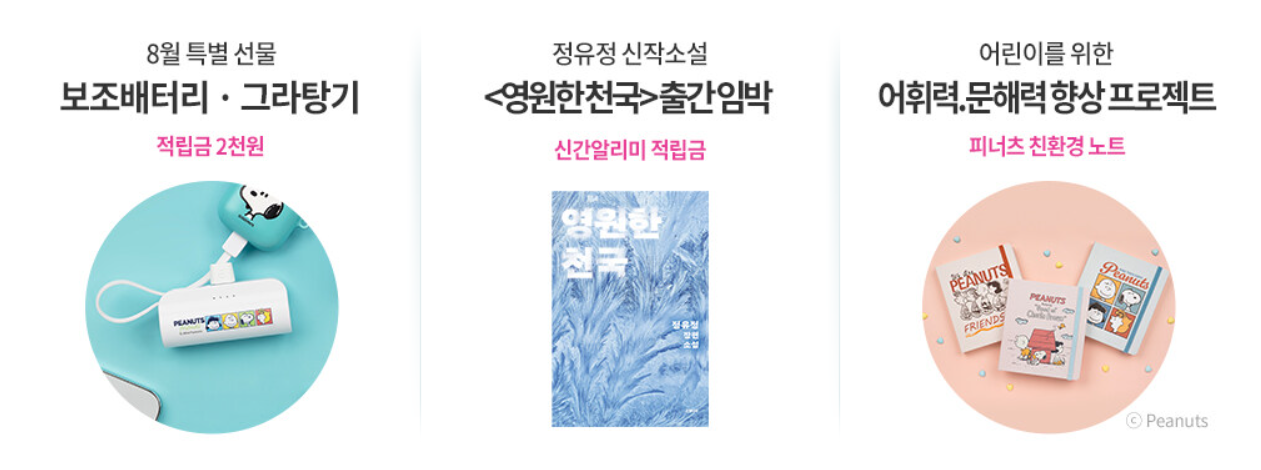 8월 특별 선물
보조배터리 · 그라탕기
적립금 2천원
PEANUTS
정유정 신작소설
<영원한 천국> 출간 임박
신간알리미 적립금
영원한
천국
정유정
장편
소설
어린이를 위한
어휘력.문해력 향상 프로젝트
피너츠 친환경 노트
PEANUTS
FRIENDS
PEANUTS
Peanuts
ⓒ Peanuts